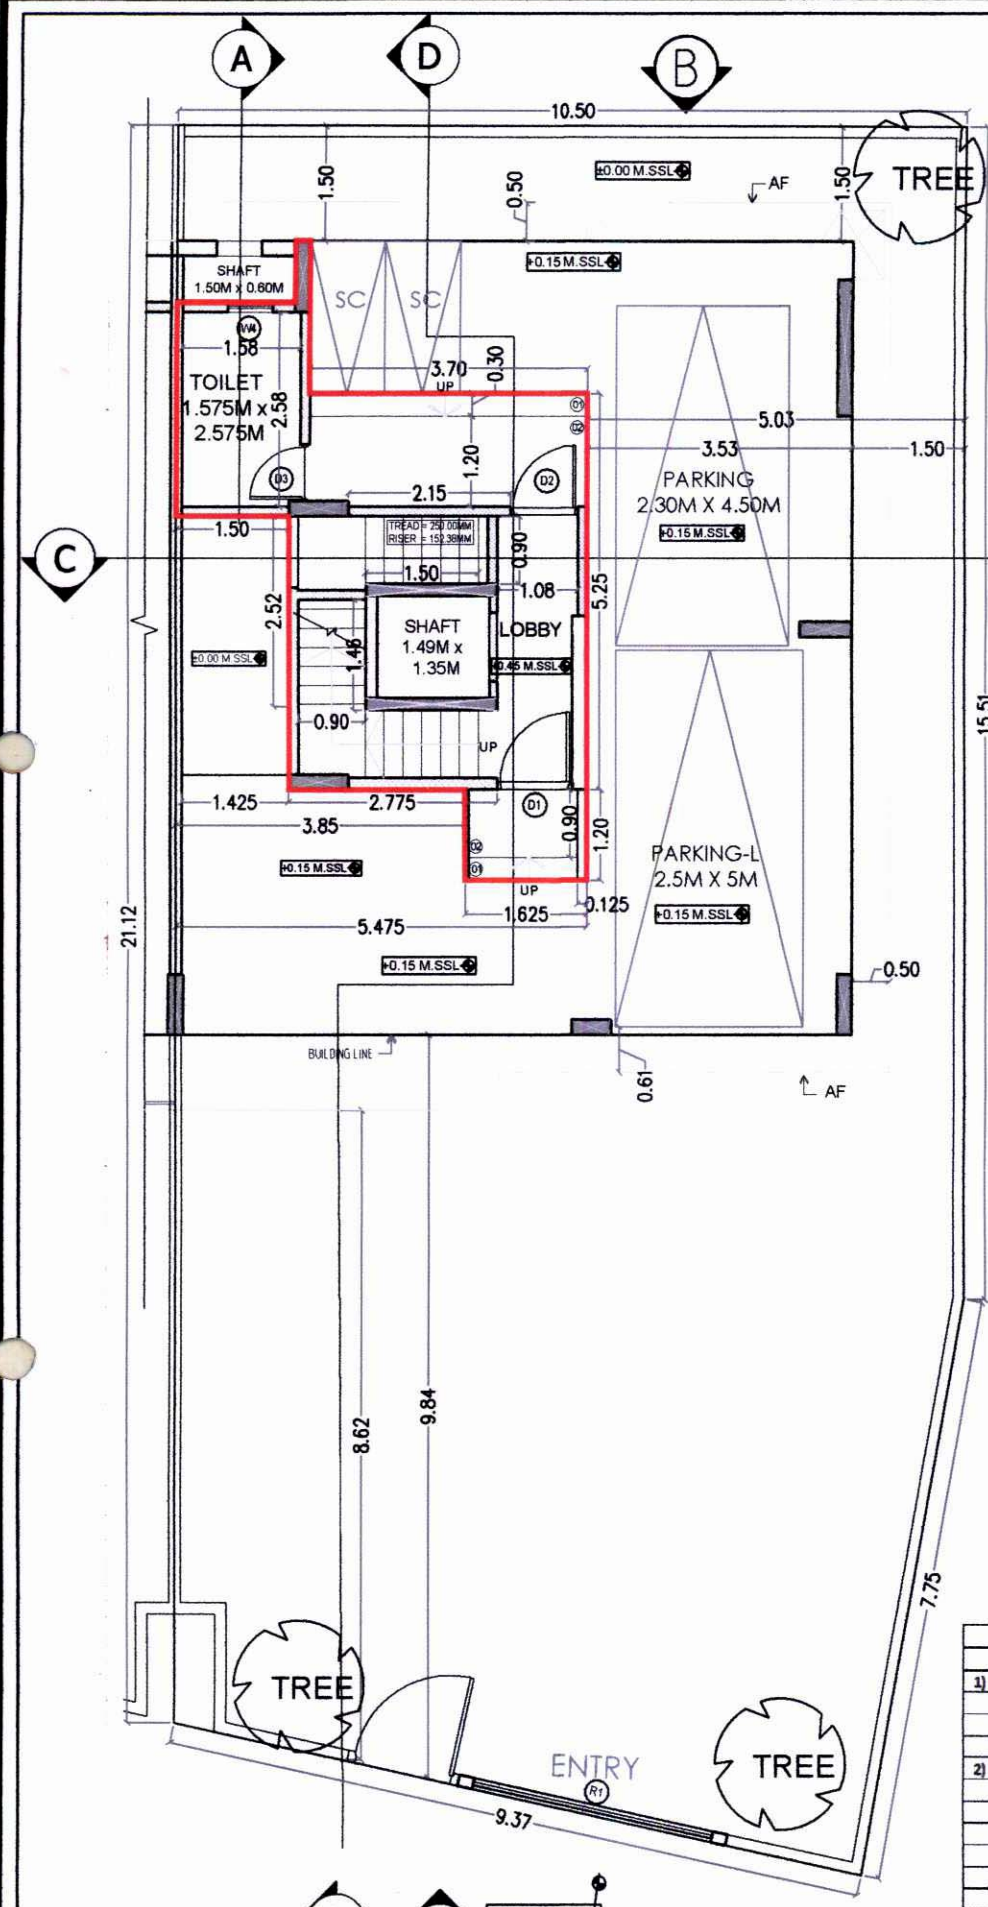 A
D
B
10.50
TREE
1.50
0.50
±0.00 M.SSL
AF
1.50
+0.15 M.SSL
SHAFT
1.50M x 0.60M
SC
SC
W4
1.58
3.70
0.30
UP
TOILET
1.575M x
2.575M
2.58
01
02
5.03
1.20
3.53
1.50
D3
D2
2.15
PARKING
2.30M X 4.50M
+0.15 M.SSL
1.50
TREAD = 250.00MM
RISER = 152.38MM
0.90
C
1.50
1.08
5.25
2.52
SHAFT
1.49M x
1.35M
LOBBY
±0.00 M.SSL
+0.45 M.SSL
0.90
UP
15.51
1.425
2.775
D1
0.90
1.20
3.85
02
01
+0.15 M.SSL
PARKING-L
2.5M X 5M
+0.15 M.SSL
UP
1.625
0.125
5.475
21.12
+0.15 M.SSL
0.50
BUILDING LINE
0.61
AF
8.62
9.84
7.75
1)
TREE
ENTRY
R1
TREE
2)
9.37